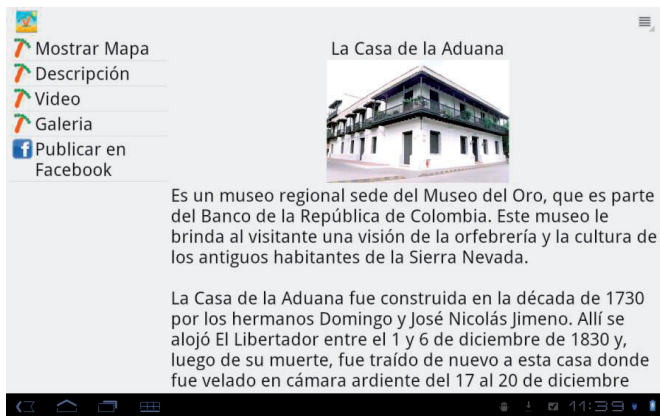 Mostrar Mapa
Descripción
Video
Galeria
Publicar en
Facebook
La Casa de la Aduana
Es un museo regional sede del Museo del Oro, que es parte
del Banco de la República de Colombia. Este museo le
brinda al visitante una visión de la orfebrería y la cultura de
los antiguos habitantes de la Sierra Nevada.
La Casa de la Aduana fue construida en la década de 1730
por los hermanos Domingo y José Nicolás Jimeno. Allí se
alojó El Libertador entre el 1 y 6 de diciembre de 1830 y,
luego de su muerte, fue traído de nuevo a esta casa donde
fue velado en cámara ardiente del 17 al 20 de diciembre
11:39